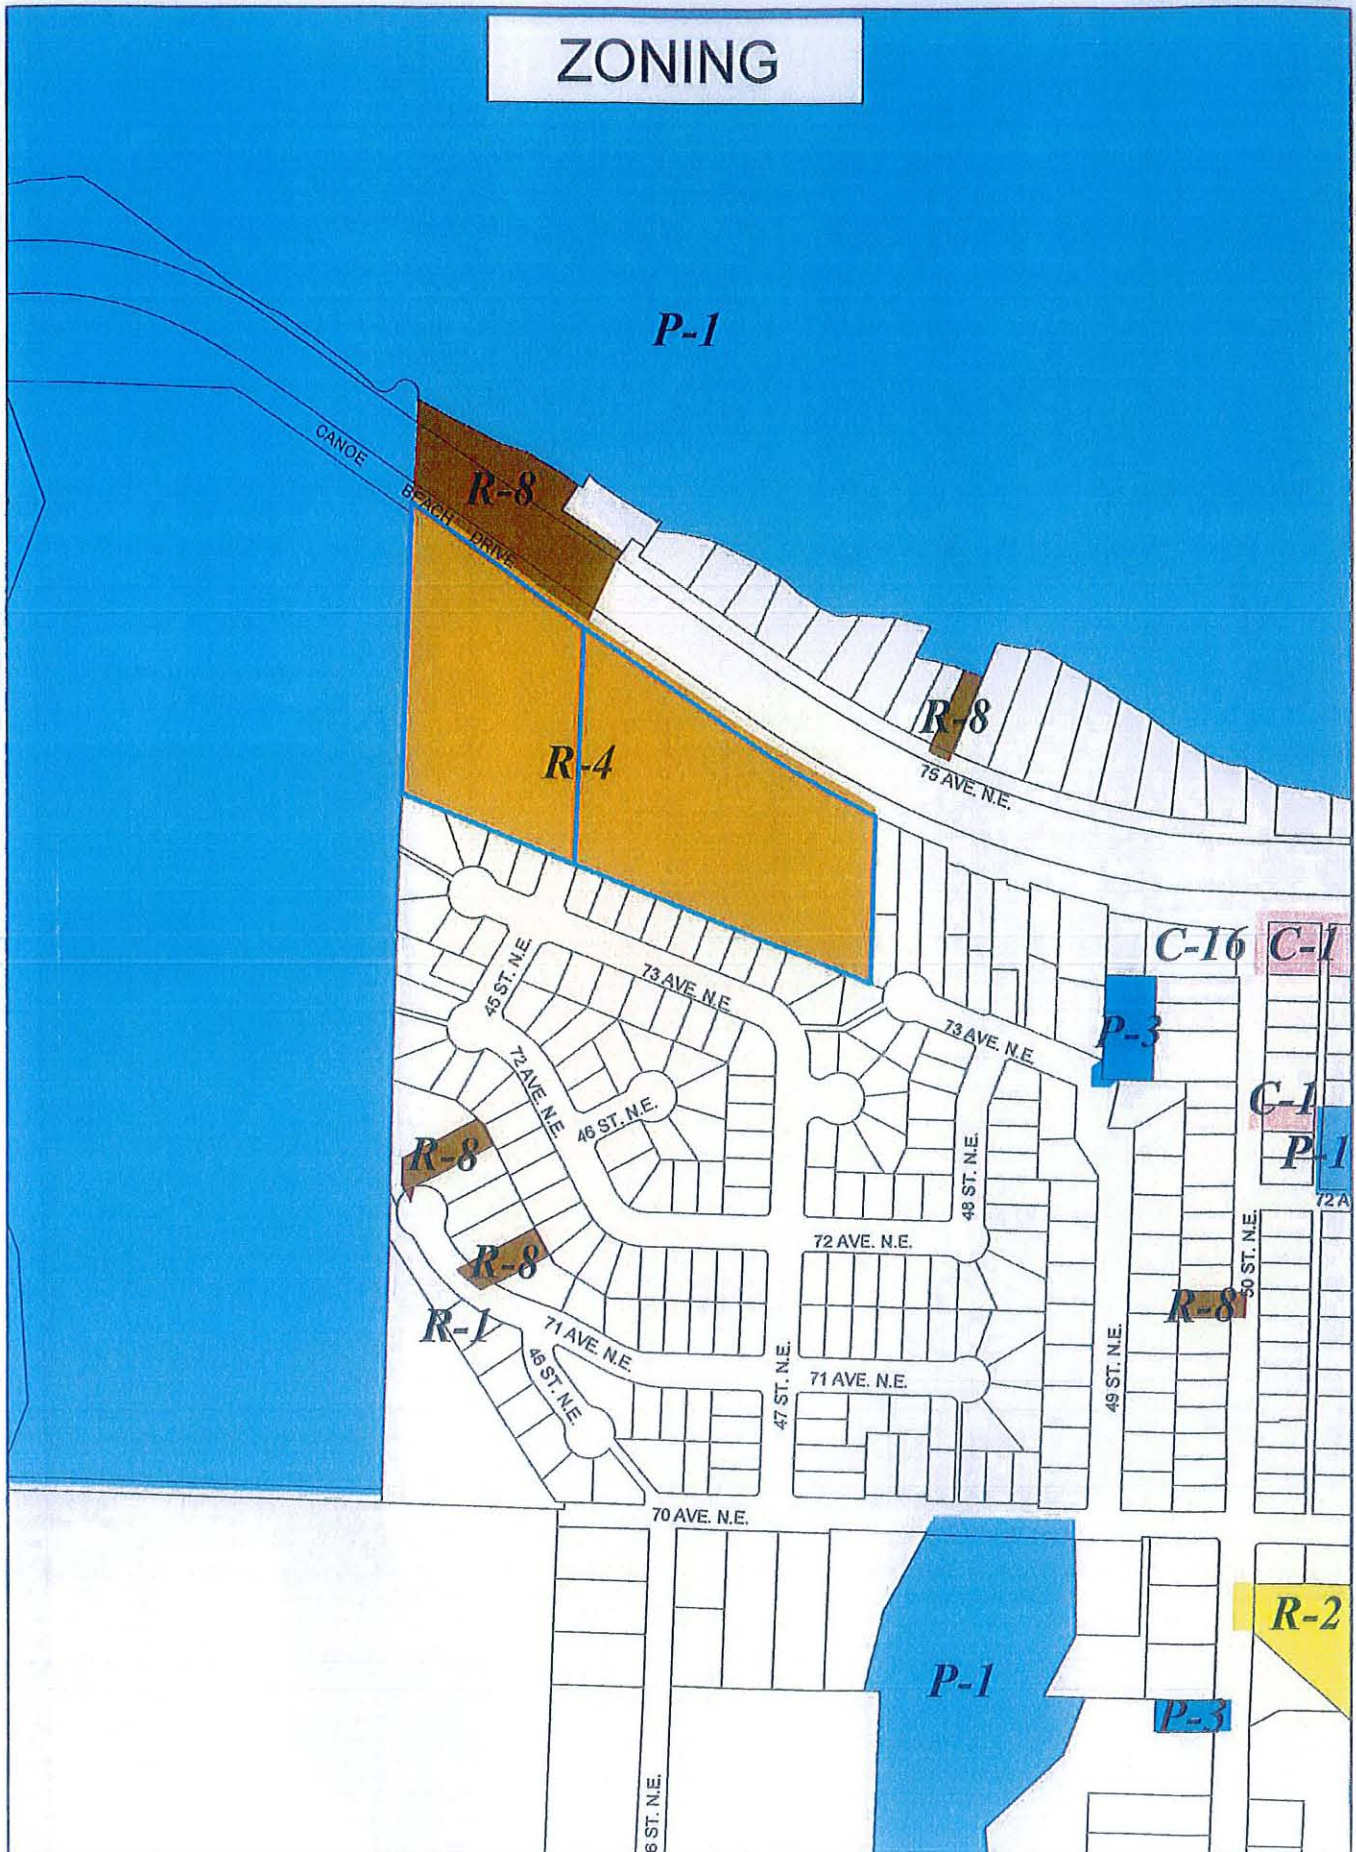 ZONING
P-1
CANOE
BEACH DRIVE
R-8
R-8
R-4
75 AVE. N.E.
C-16
C-1
45 ST. N.E.
73 AVE. N.E.
73 AVE. N.E.
P-3
72 AVE. N.E.
46 ST. N.E.
C-1
R-8
48 ST. N.E.
P-1
72 A
72 AVE. N.E.
50 ST. N.E.
R-8
R-8
R-1
71 AVE. N.E.
46 ST. N.E.
47 ST. N.E.
71 AVE. N.E.
49 ST. N.E.
70 AVE. N.E.
R-2
P-1
P-3
6 ST. N.E.